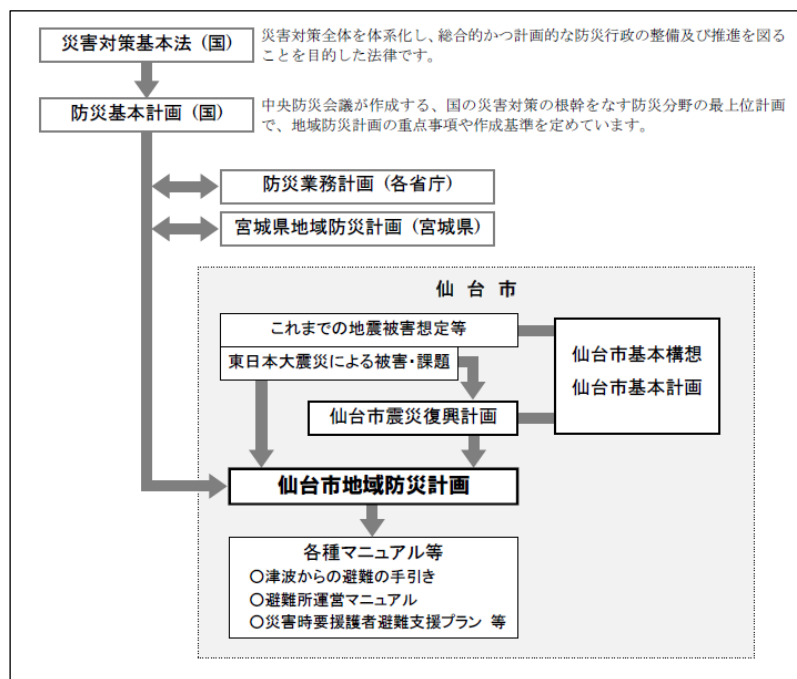 災害対策基本法（国）
災害対策全体を体系化し、総合的かつ計画的な防災行政の整備及び推進を図る
ことを目的した法律です。
防災基本計画（国）
中央防災会議が作成する、国の災害対策の根幹をなす防災分野の最上位計画
で、地域防災計画の重点事項や作成基準を定めています。
防災業務計画（各省庁）
宮城県地域防災計画（宮城県）
仙台市
これまでの地震被害想定等
東日本大震災による被害・課題
仙台市基本構想
仙台市基本計画
仙台市震災復興計画
仙台市地域防災計画
各種マニュアル等
○津波からの避難の手引き
○避難所運営マニュアル
○災害時要援護者避難支援プラン 等